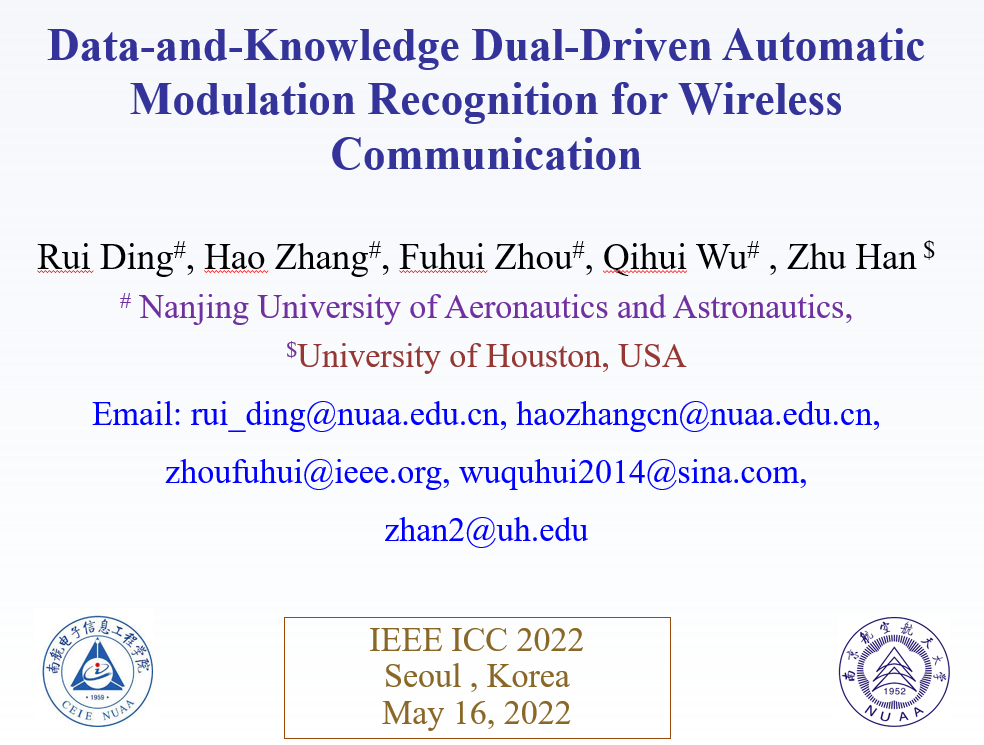 Data-and-Knowledge Dual-Driven Automatic
Modulation Recognition for Wireless
Communication
Rui Ding#, Hao Zhang#, Fuhui Zhou#, Qihui Wu# , Zhu Han $
# Nanjing University of Aeronautics and Astronautics,
$University of Houston, USA
Email: rui_ding@nuaa.edu.cn, haozhangcn@nuaa.edu.cn,
zhoufuhui@ieee.org, wuquhui2014@sina.com,
zhan2@uh.edu
南航电子信息工程学院
· 1959 ·
CEIE NUAA
IEEE ICC 2022
Seoul , Korea
May 16, 2022
南京航空航天大学
1952
NUAA